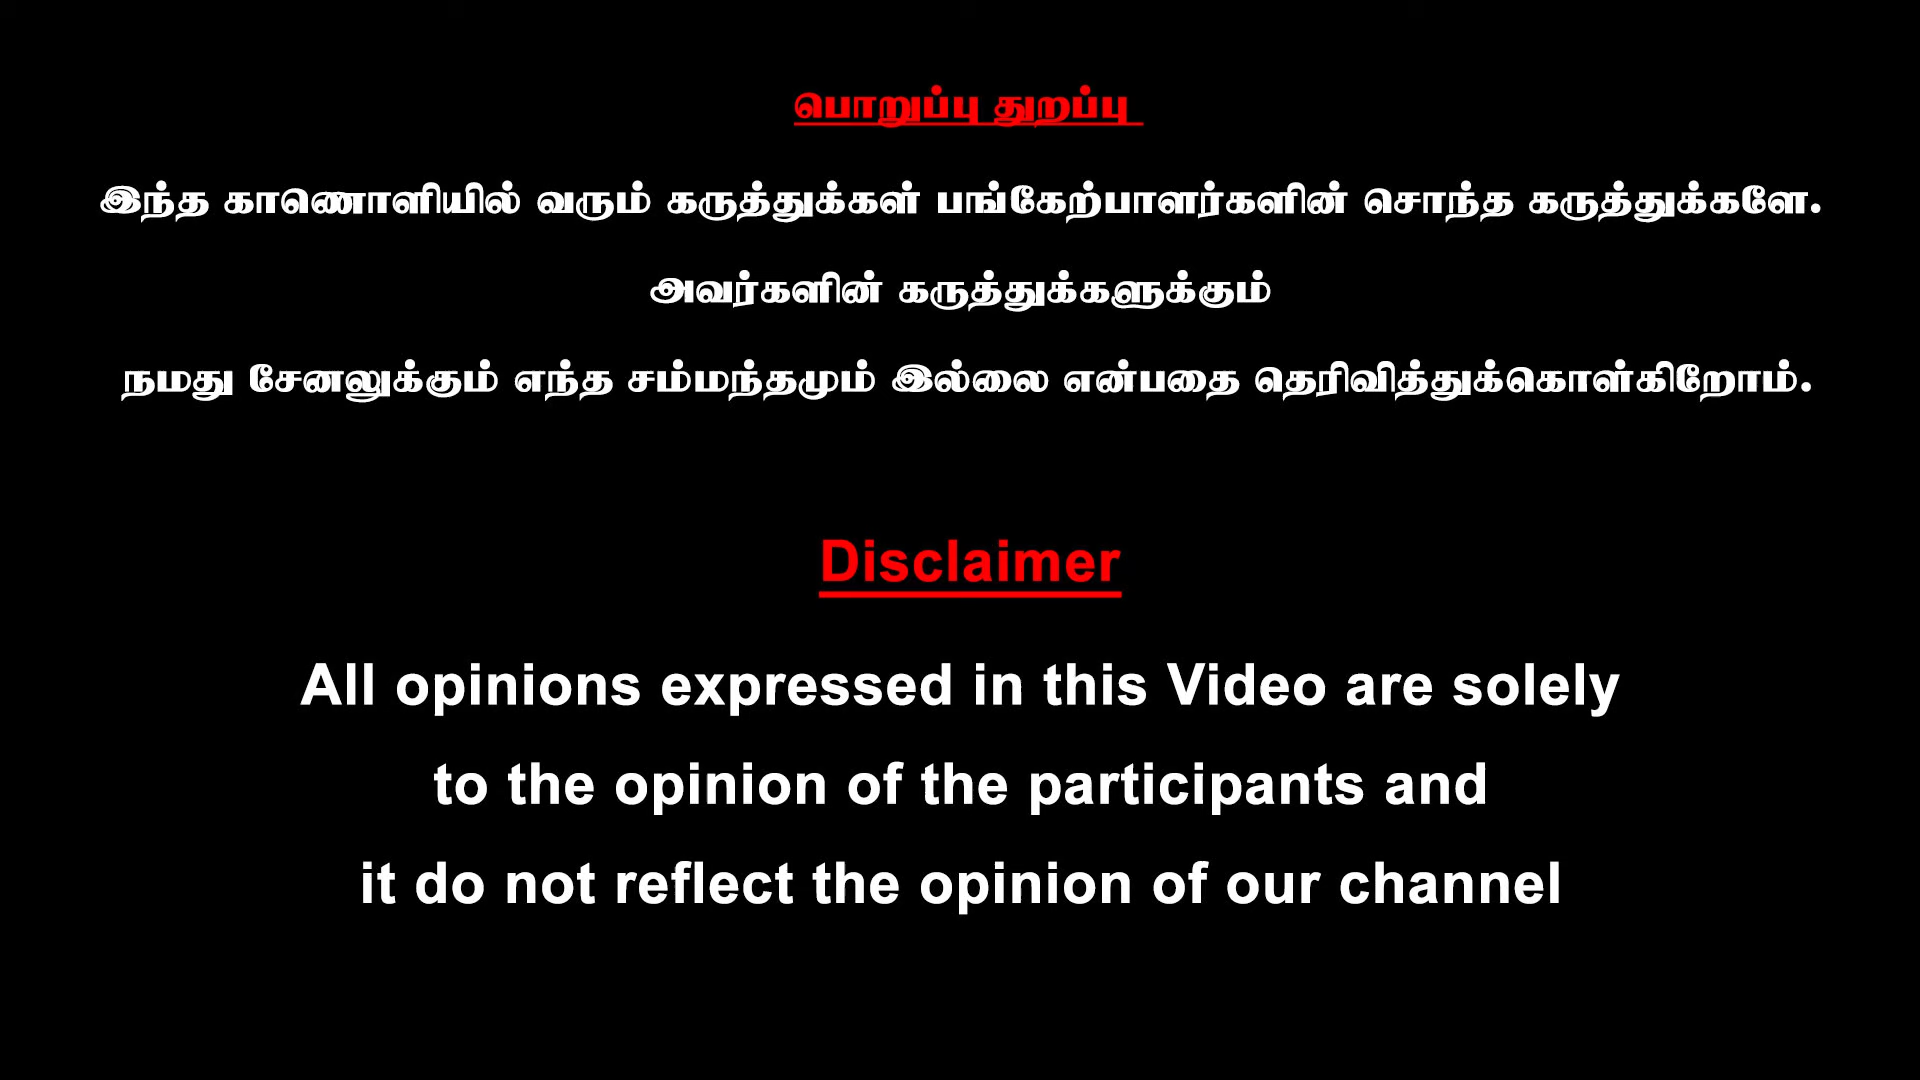 பொறுப்பு துறப்பு
இந்த காணொளியில் வரும் கருத்துக்கள் பங்கேற்பாளர்களின் சொந்த கருத்துக்களே.
அவர்களின் கருத்துக்களுக்கும்
நமது சேனலுக்கும் எந்த சம்மந்தமும் இல்லை என்பதை தெரிவித்துக்கொள்கிறோம்.
Disclaimer
All opinions expressed in this Video are solely
to the opinion of the participants and
it do not reflect the opinion of our channel